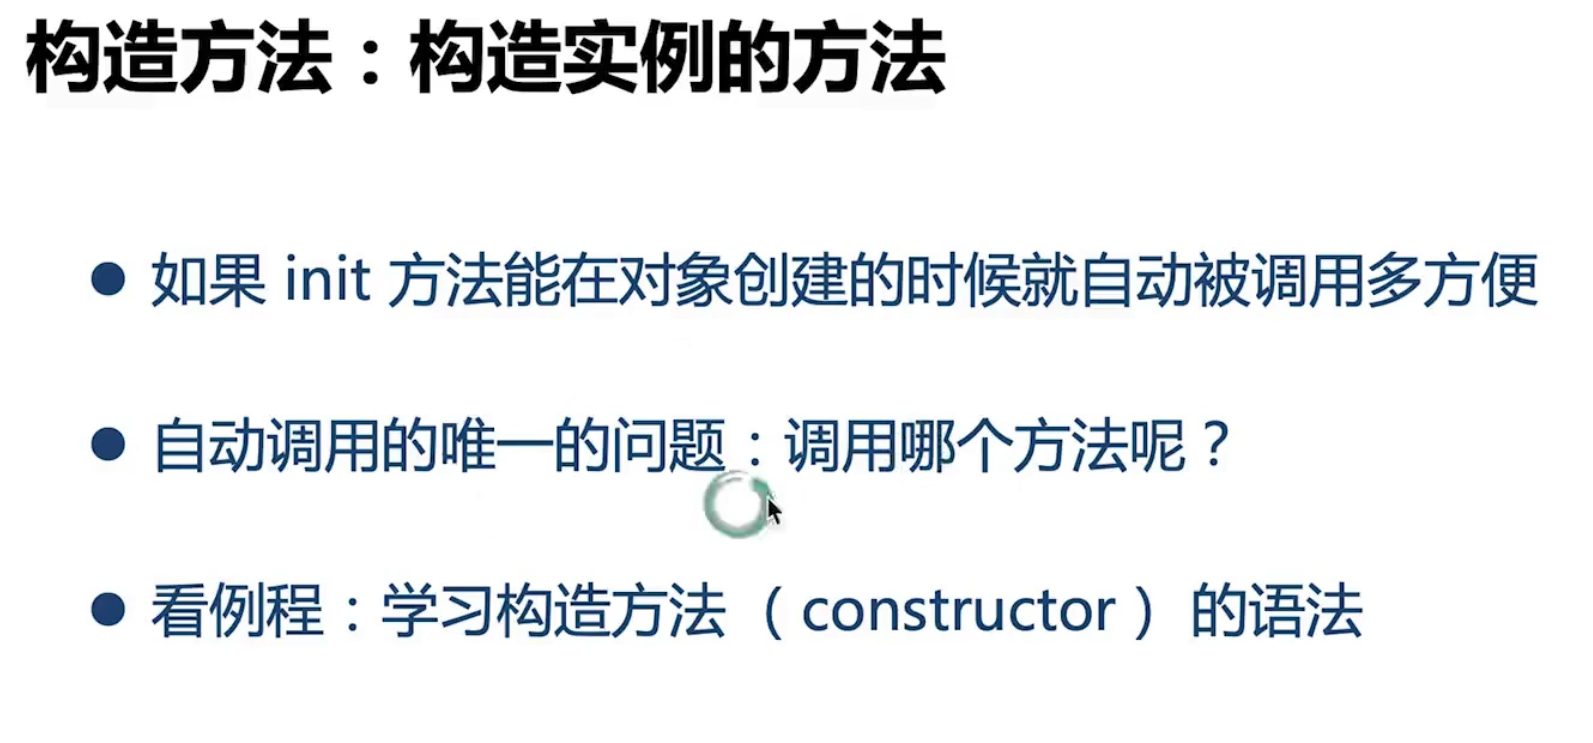 构造方法：构造实例的方法
● 如果 init 方法能在对象创建的时候就自动被调用多方便
● 自动调用的唯一的问题：调用哪个方法呢？
● 看例程：学习构造方法（constructor）的语法